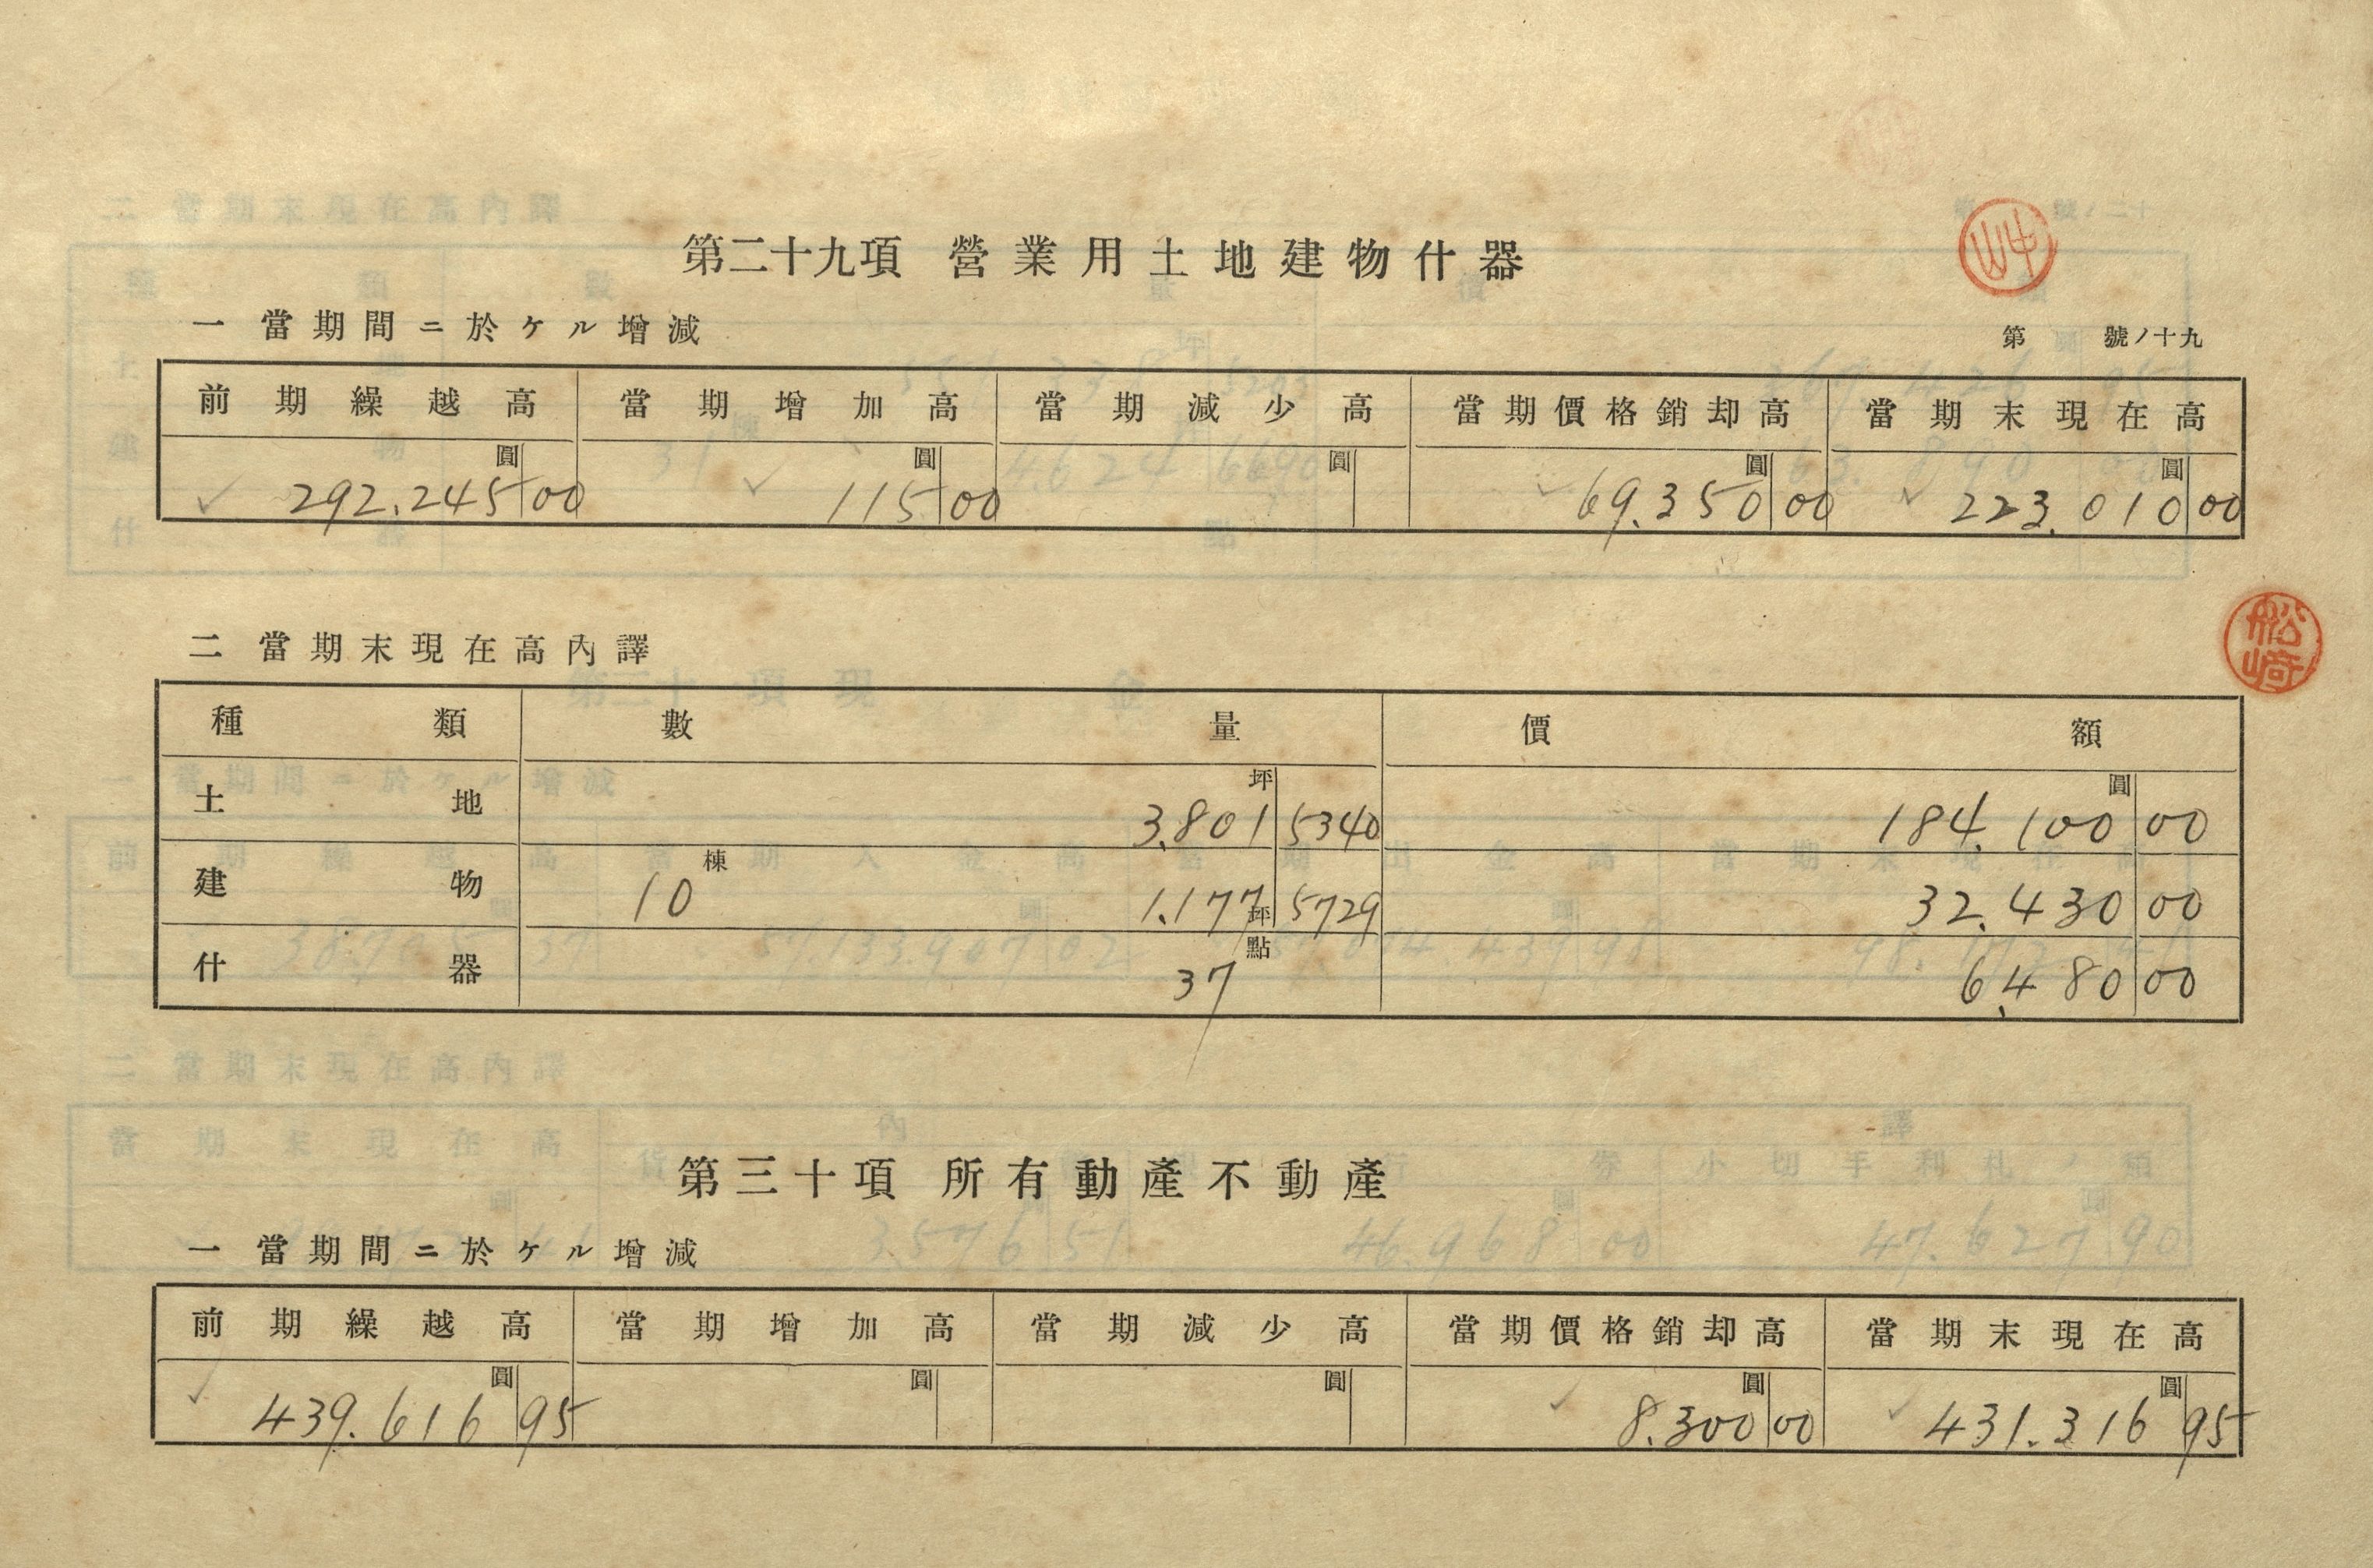 第二十九項 營業用土地建物什器
一 當期間ニ於ケル增減
第 號ノ十九
前期繰越高 當期增加高 當期減少高 當期價格銷却高 當期末現在高
圓 圓 圓 圓 圓
292.245 00 115 00 69.350 00 223.010 00
二 當期末現在高內譯
船崎
種類 數量 價額
土地 坪 3.801 5340 圓 184.100 00
建物 10棟 1.177坪 5729 32.430 00
什器 點 37 6.480 00
第三十項 所有動產不動產
一 當期間ニ於ケル增減
前期繰越高 當期增加高 當期減少高 當期價格銷却高 當期末現在高
圓 圓 圓 圓 圓
439.616 95 8.300 00 431.316 95